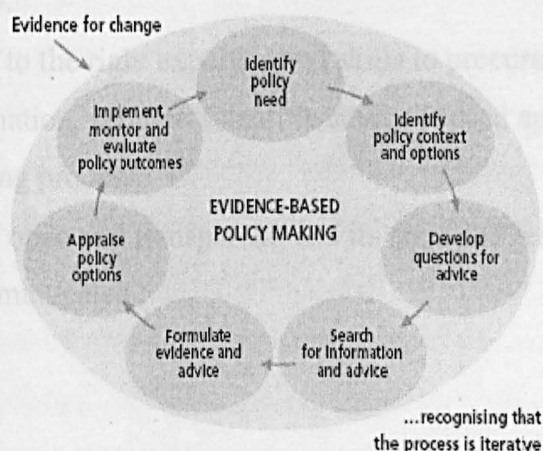 Evidence for change
Identify
policy
need
Identify
policy context
and options
Develop
questions for
advice
Search
for information
and advice
Formulate
evidence and
advice
Appraise
policy
options
Implement
monitor and
evaluate
policy outcomes
EVIDENCE-BASED
POLICY MAKING
...recognising that
the process is iterative